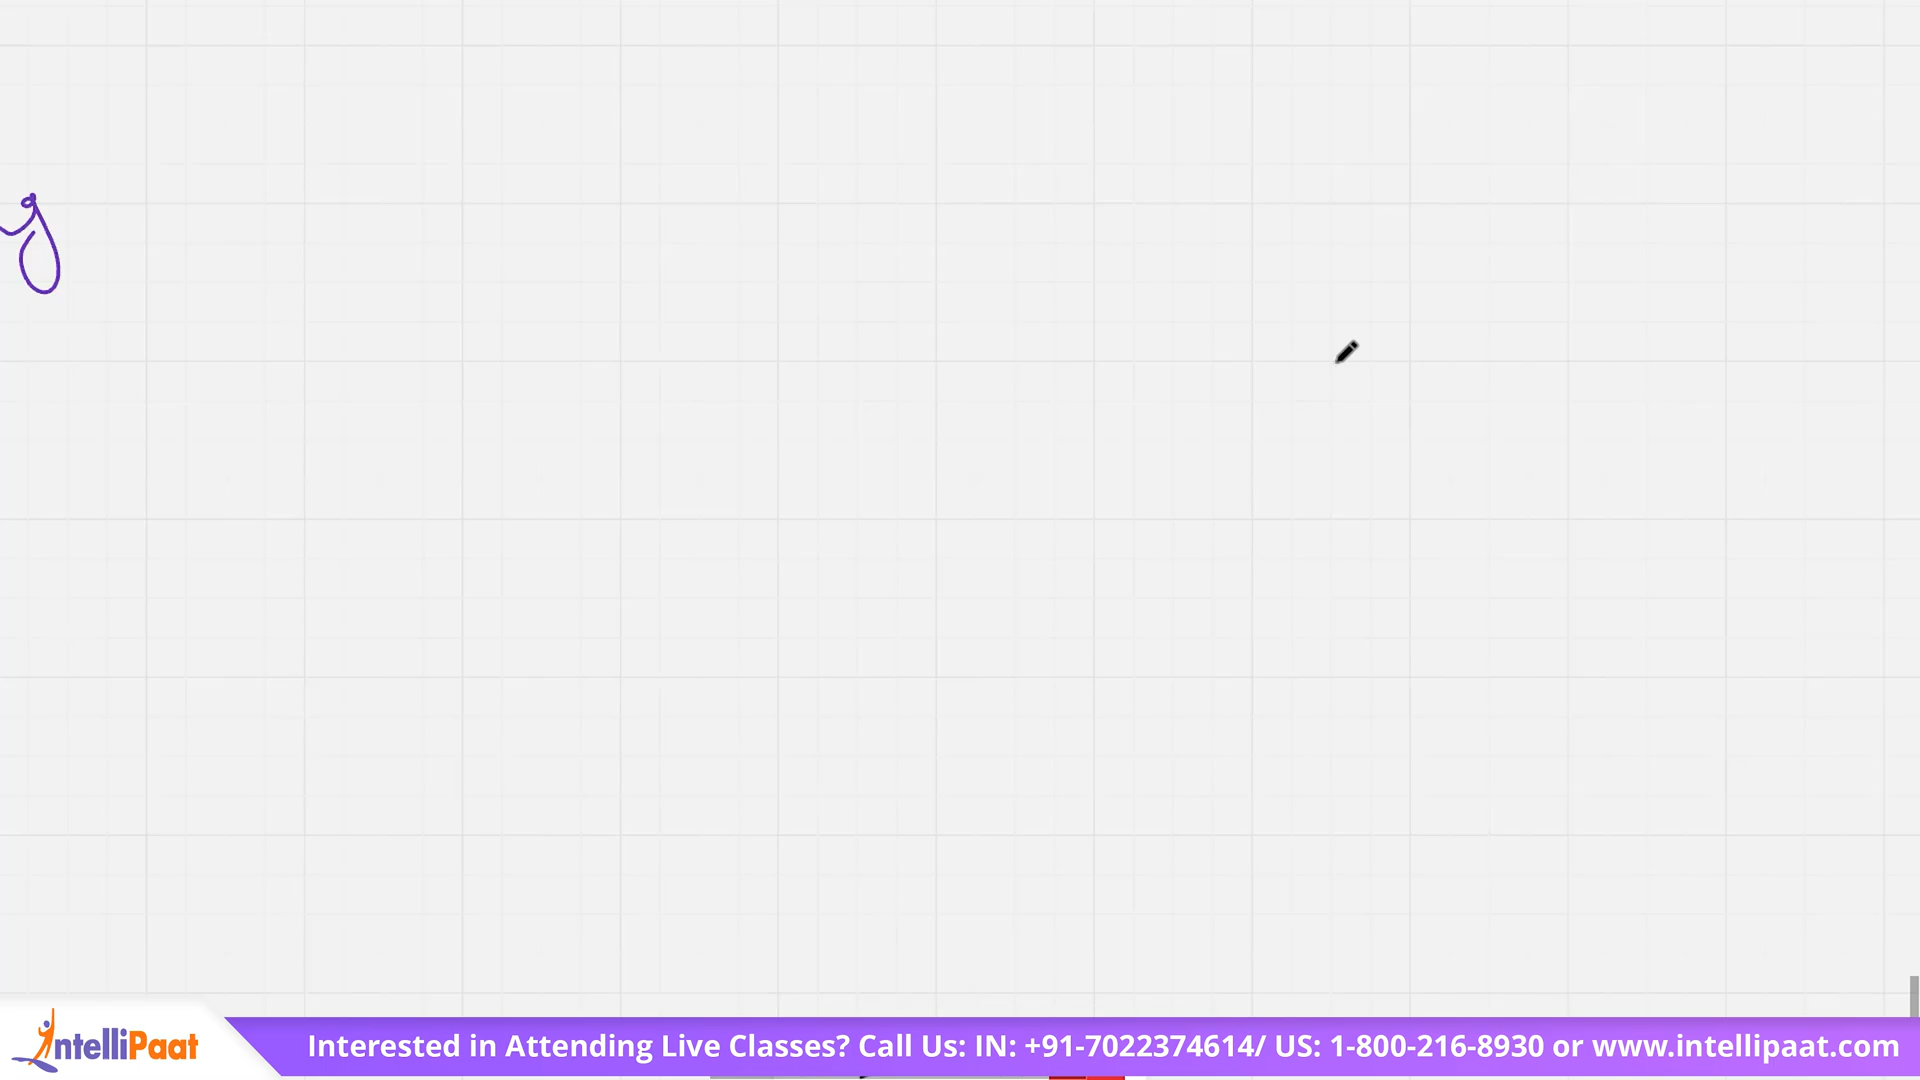 IntelliPaat
Interested in Attending Live Classes? Call Us: IN: +91-7022374614/ US: 1-800-216-8930 or www.intellipaat.com